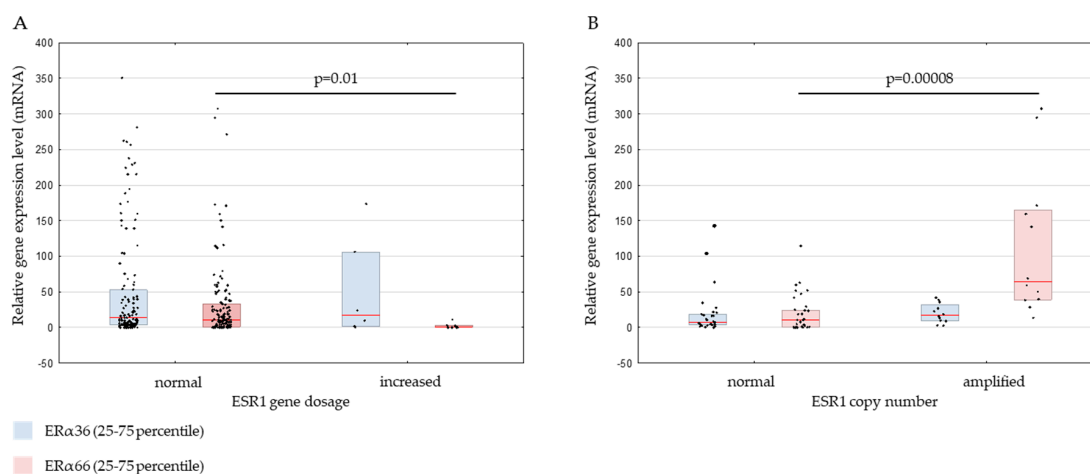 A
400
350
300
250
200
150
100
50
0
-50
Relative gene expression level (mRNA)
p=0.01
normal
increased
ESR1 gene dosage
B
400
350
300
250
200
150
100
50
0
-50
Relative gene expression level (mRNA)
p=0.00008
normal
amplified
ESR1 copy number
ERα36 (25-75 percentile)
ERα66 (25-75 percentile)